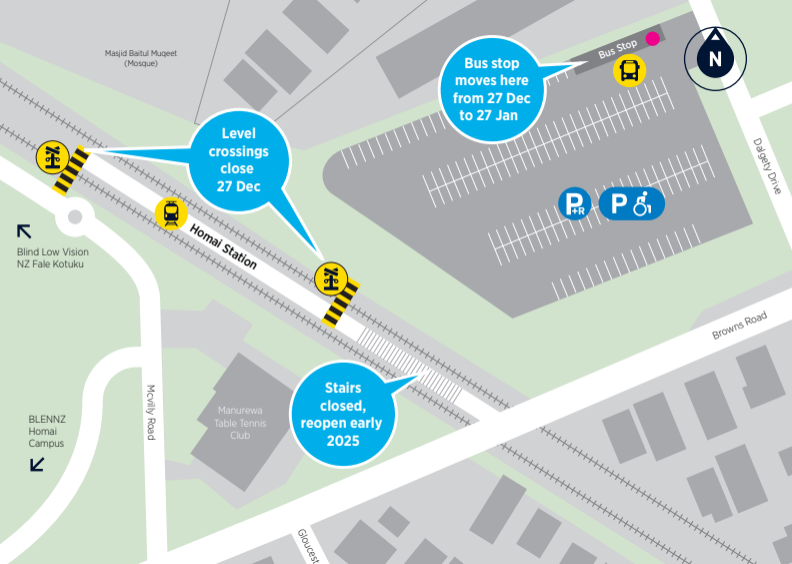 Masjid Baitul Muqeet
(Mosque)
Bus Stop
N
Bus stop
moves here
from 27 Dec
to 27 Jan
Level
crossings
close
27 Dec
Dalgety Drive
P+R
P
Homai Station
Blind Low Vision
NZ Fale Kotuku
Browns Road
Stairs
closed,
reopen early
2025
Mcvilly Road
Manurewa
Table Tennis
Club
BLENNZ
Homai
Campus
Gloucest